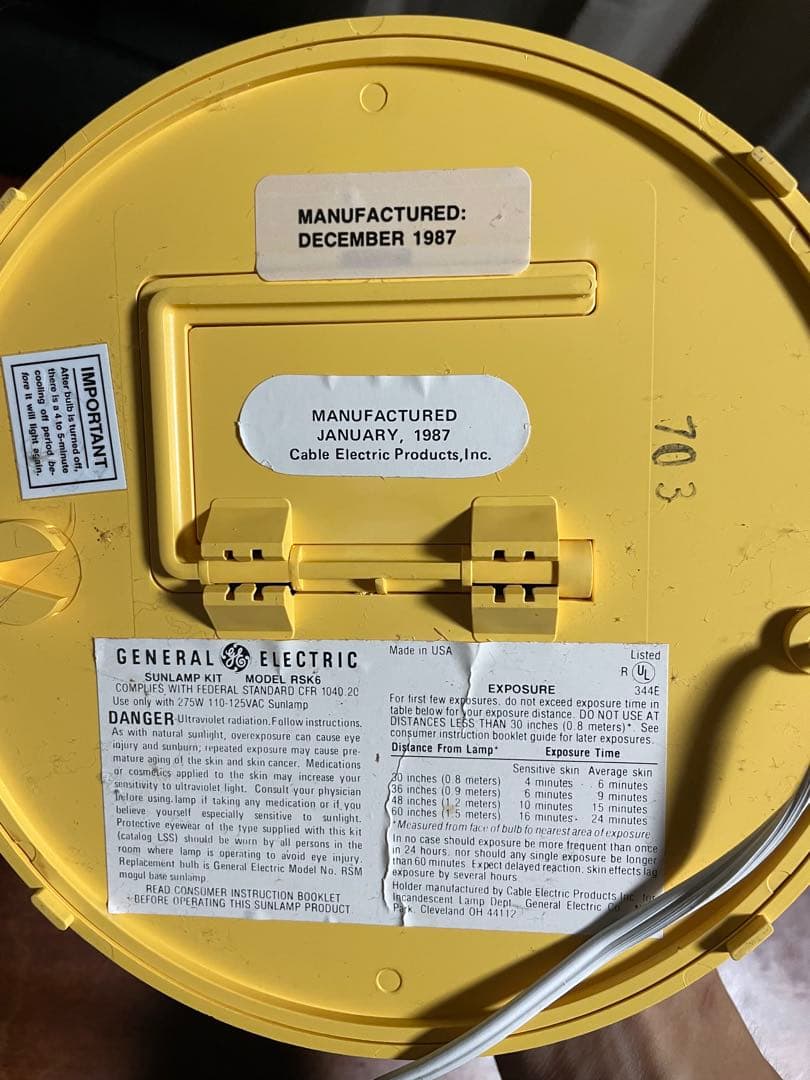 MANUFACTURED:
DECEMBER 1987
MANUFACTURED
JANUARY, 1987
Cable Electric Products, Inc.
IMPORTANT
After bulb is turned off,
there is a 4 to 5-minute
cooling off period be-
fore it will light again.
703
GENERAL GE ELECTRIC
SUNLAMP KIT MODEL RSK6
COMPLIES WITH FEDERAL STANDARD CFR 1040.20
Use only with 275W 110-125VAC Sunlamp
DANGER-Ultraviolet radiation. Follow instructions.
As with natural sunlight, overexposure can cause eye
injury and sunburn; repeated exposure may cause pre-
mature aging of the skin and skin cancer. Medications
or cosmetics applied to the skin may increase your
sensitivity to ultraviolet light. Consult your physician
before using lamp if taking any medication or if you
believe yourself especially sensitive to sunlight.
Protective eyewear of the type supplied with this kit
(catalog LSS) should be worn by all persons in the
room where lamp is operating to avoid eye injury.
Replacement bulb is General Electric Model No. RSM
mogul base sunlamp.
READ CONSUMER INSTRUCTION BOOKLET
BEFORE OPERATING THIS SUNLAMP PRODUCT.
Made in USA
Listed
R UL
344E
EXPOSURE
For first few exposures, do not exceed exposure time in
table below for your exposure distance. DO NOT USE AT
DISTANCES LESS THAN 30 inches (0.8 meters)*. See
consumer instruction booklet guide for later exposures.
Distance From Lamp* Exposure Time
Sensitive skin Average skin
30 inches (0.8 meters) 4 minutes 6 minutes
36 inches (0.9 meters) 6 minutes 9 minutes
48 inches (1.2 meters) 10 minutes 15 minutes
60 inches (1.5 meters) 16 minutes 24 minutes
*Measured from face of bulb to nearest area of exposure
In no case should exposure be more frequent than once
in 24 hours, nor should any single exposure be longer
than 60 minutes. Expect delayed reaction, skin effects lag
exposure by several hours.
Holder manufactured by Cable Electric Products Inc. for
Incandescent Lamp Dept. General Electric Co.
Park, Cleveland OH 44112